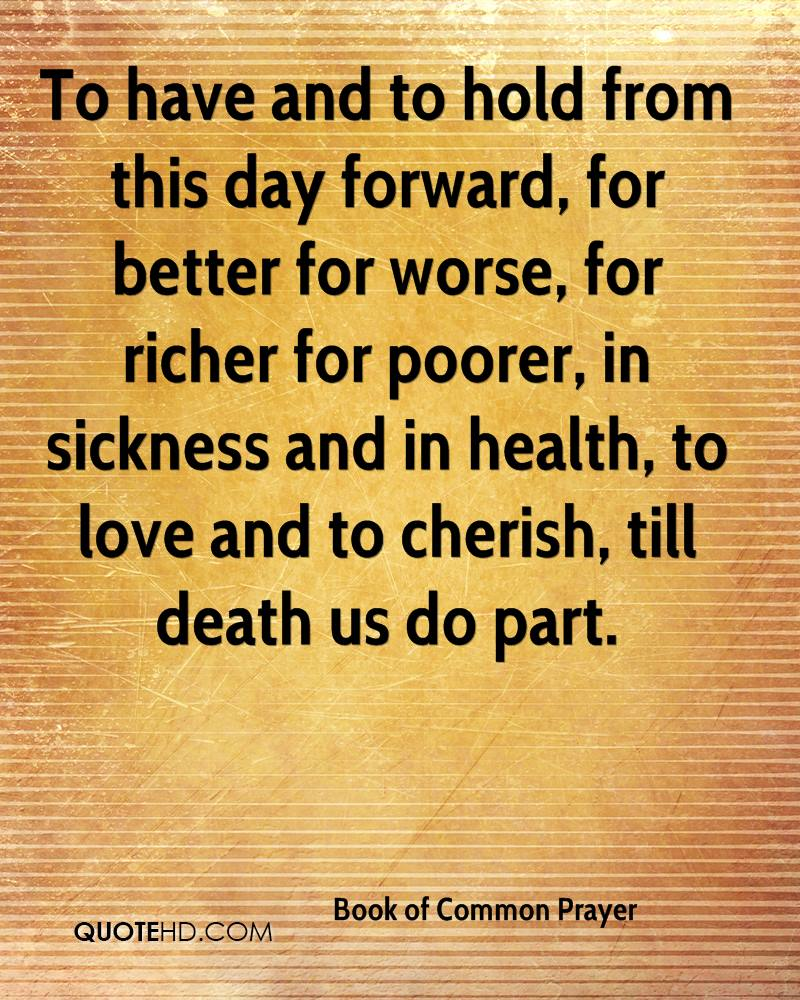 To have and to hold from
this day forward, for
better for worse, for
richer for poorer, in
sickness and in health, to
love and to cherish, till
death us do part.
Book of Common Prayer
QUOTEHD.COM